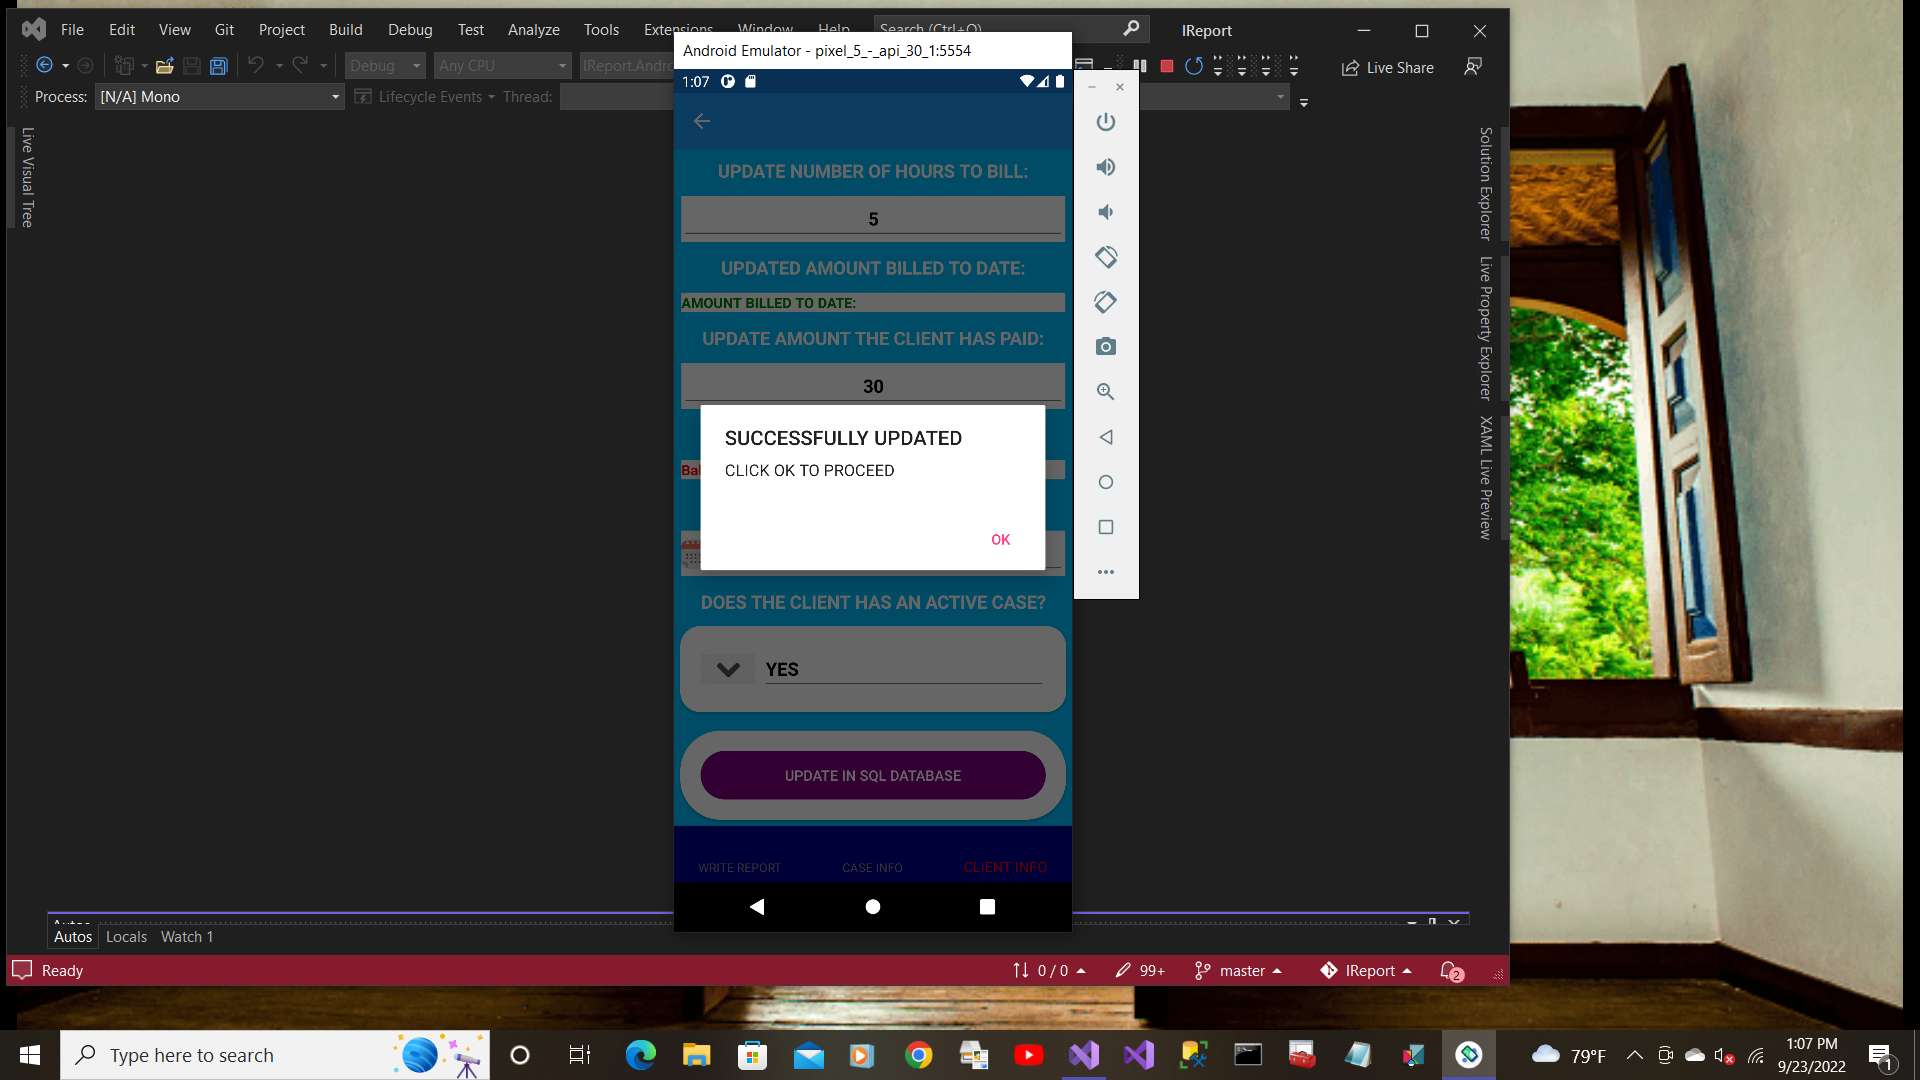 File Edit View Git Project Build Debug Test Analyze Tools Extensions Window Help Search (Ctrl+Q) IReport
Debug Any CPU IReport.Andro Live Share
Process: [N/A] Mono Lifecycle Events Thread:
Live Visual Tree
Solution Explorer
Live Property Explorer
XAML Live Preview
Android Emulator - pixel_5_-_api_30_1:5554
1:07
UPDATE NUMBER OF HOURS TO BILL:
5
UPDATED AMOUNT BILLED TO DATE:
AMOUNT BILLED TO DATE:
UPDATE AMOUNT THE CLIENT HAS PAID:
30
SUCCESSFULLY UPDATED
Bal
CLICK OK TO PROCEED
OK
DOES THE CLIENT HAS AN ACTIVE CASE?
YES
UPDATE IN SQL DATABASE
WRITE REPORT CASE INFO CLIENT INFO
Autos
Autos Locals Watch 1
Ready 0 / 0 99+ master IReport 2
Type here to search 79°F
1:07 PM
9/23/2022
1